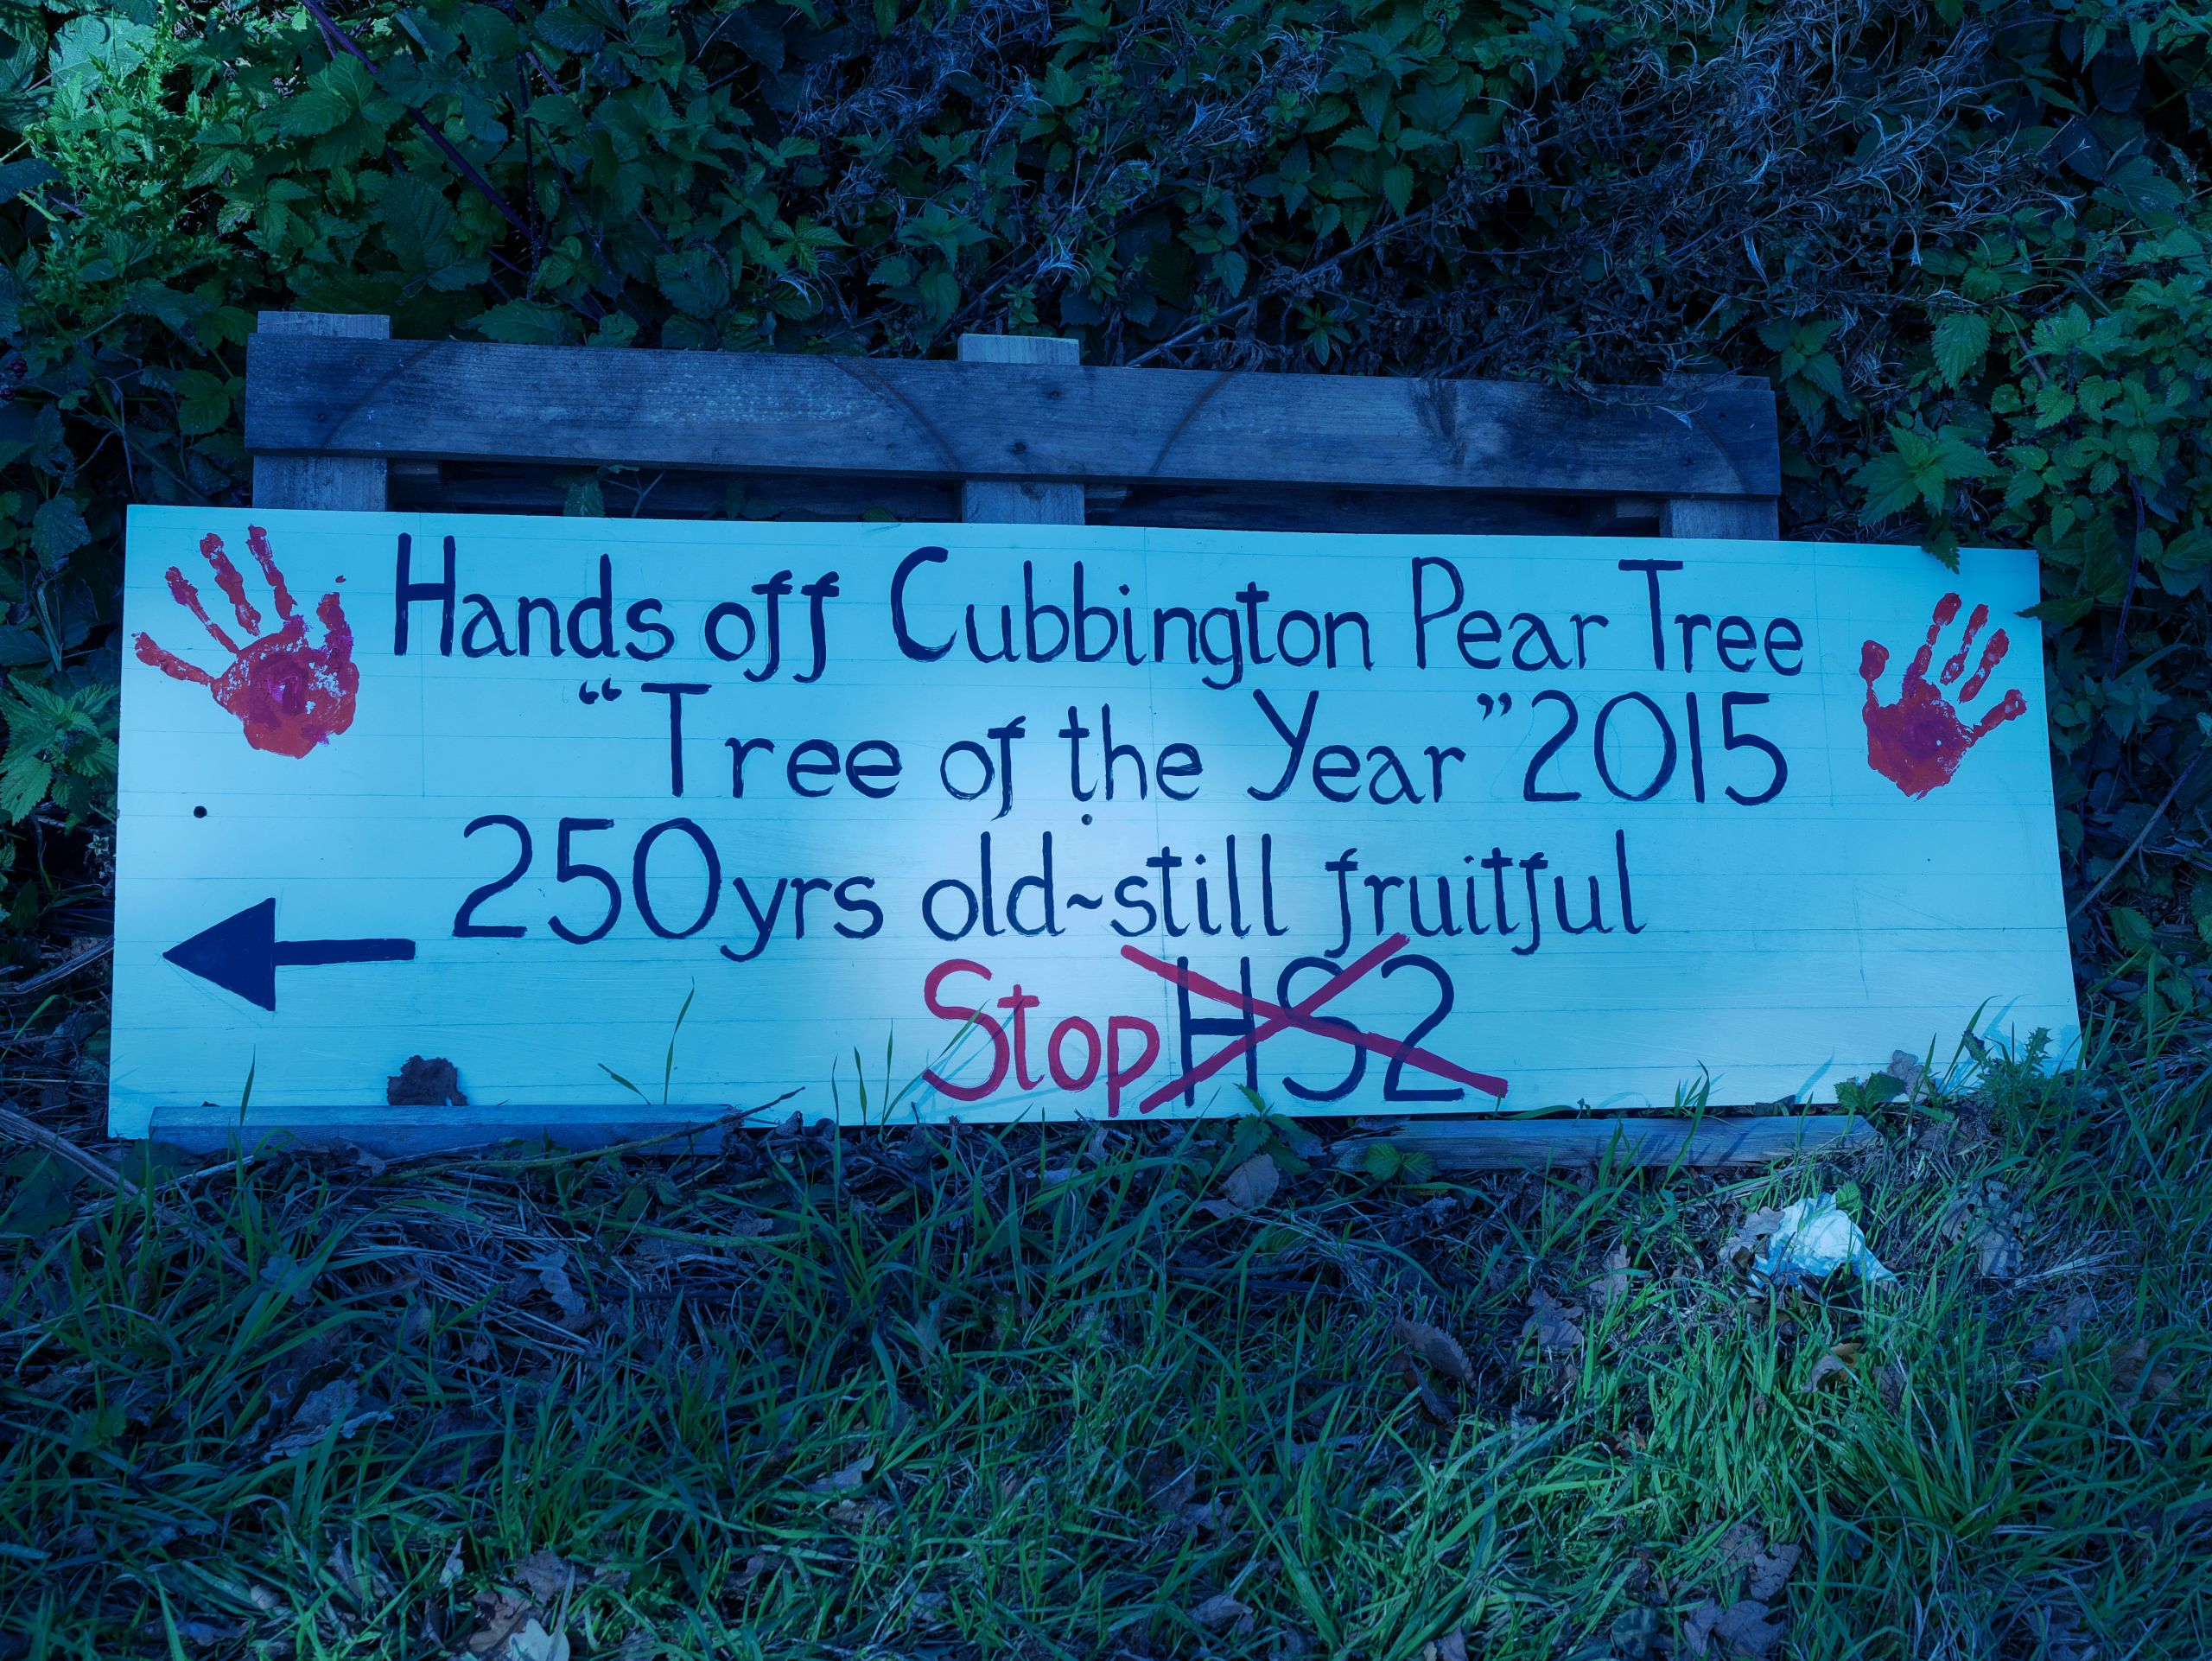 Hands off Cubbington Pear Tree
"Tree of the Year" 2015
250yrs old~still fruitful
Stop HS2